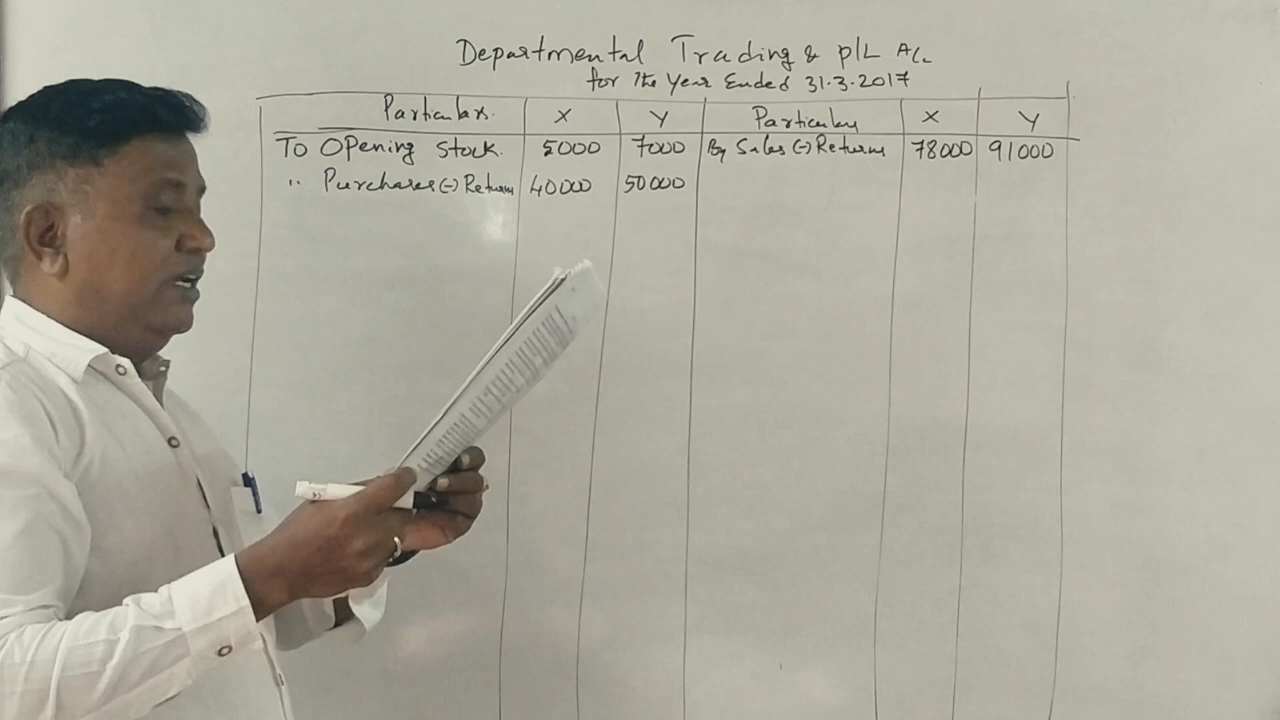 Departmental Trading & P/L A/c
for the Year Ended 31.3.2017
Particulars. X Y Particulars X Y
To Opening Stock. 5000 7000 By Sales (-) Returns 78000 91000
" Purchases (-) Return 40000 50000